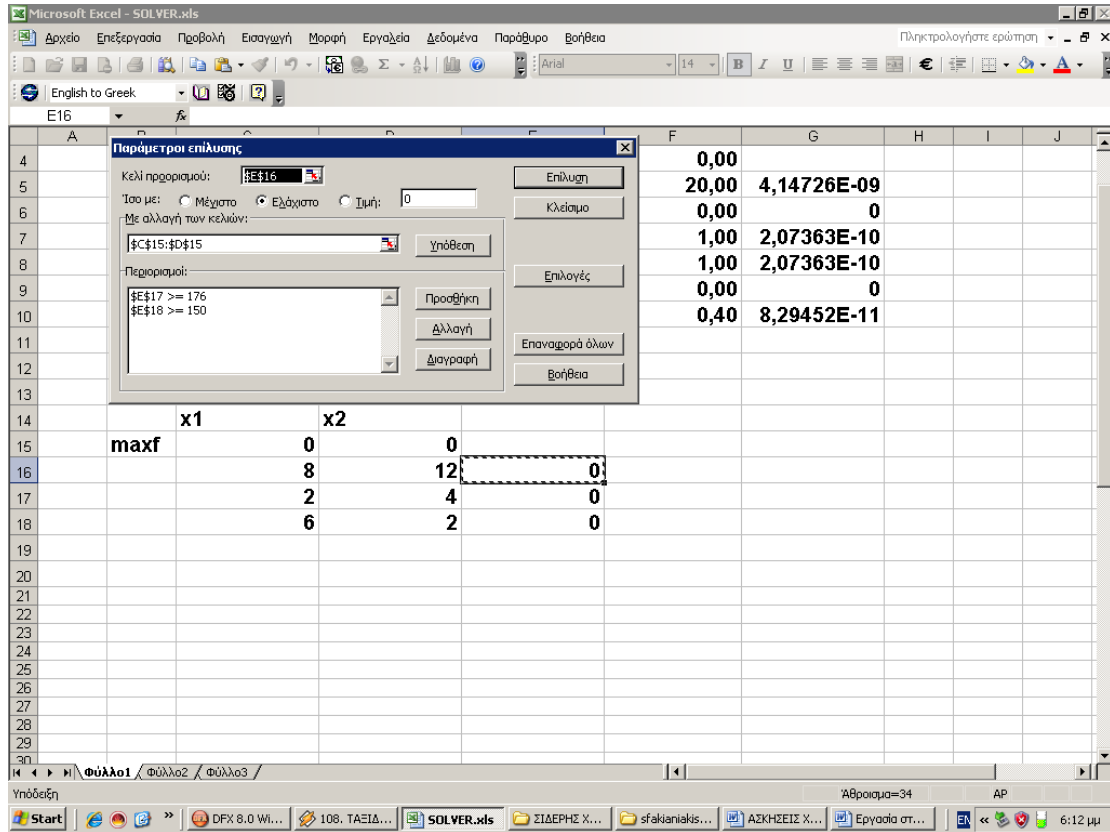 Microsoft Excel - SOLVER.xls
Αρχείο Επεξεργασία Προβολή Εισαγωγή Μορφή Εργαλεία Δεδομένα Παράθυρο Βοήθεια Πληκτρολογήστε ερώτηση
Arial 14 B I U
English to Greek
E16 fx
A F G H I J
Παράμετροι επίλυσης
Κελί προορισμού: $E$16 Επίλυση
Ίσο με: Μέγιστο Ελάχιστο Τιμή: 0 Κλείσιμο
Με αλλαγή των κελιών:
$C$15:$D$15 Υπόθεση
Περιορισμοί: Επιλογές
$E$17 >= 176 Προσθήκη
$E$18 >= 150
Αλλαγή
Επαναφορά όλων
Διαγραφή
Βοήθεια
4 0,00
5 20,00 4,14726E-09
6 0,00 0
7 1,00 2,07363E-10
8 1,00 2,07363E-10
9 0,00 0
10 0,40 8,29452E-11
11
12
13
14 x1 x2
15 maxf 0 0
16 8 12 0
17 2 4 0
18 6 2 0
19
20
21
22
23
24
25
26
27
28
29
30
Φύλλο1 Φύλλο2 Φύλλο3
Υπόδειξη Άθροισμα=34 AP
Start » DFX 8.0 Wi... 108. ΤΑΞΙΔ... SOLVER.xls ΣΙΔΕΡΗΣ Χ... sfakianiakis... ΑΣΚΗΣΕΙΣ Χ... Εργασία στ... EN « 6:12 μμ